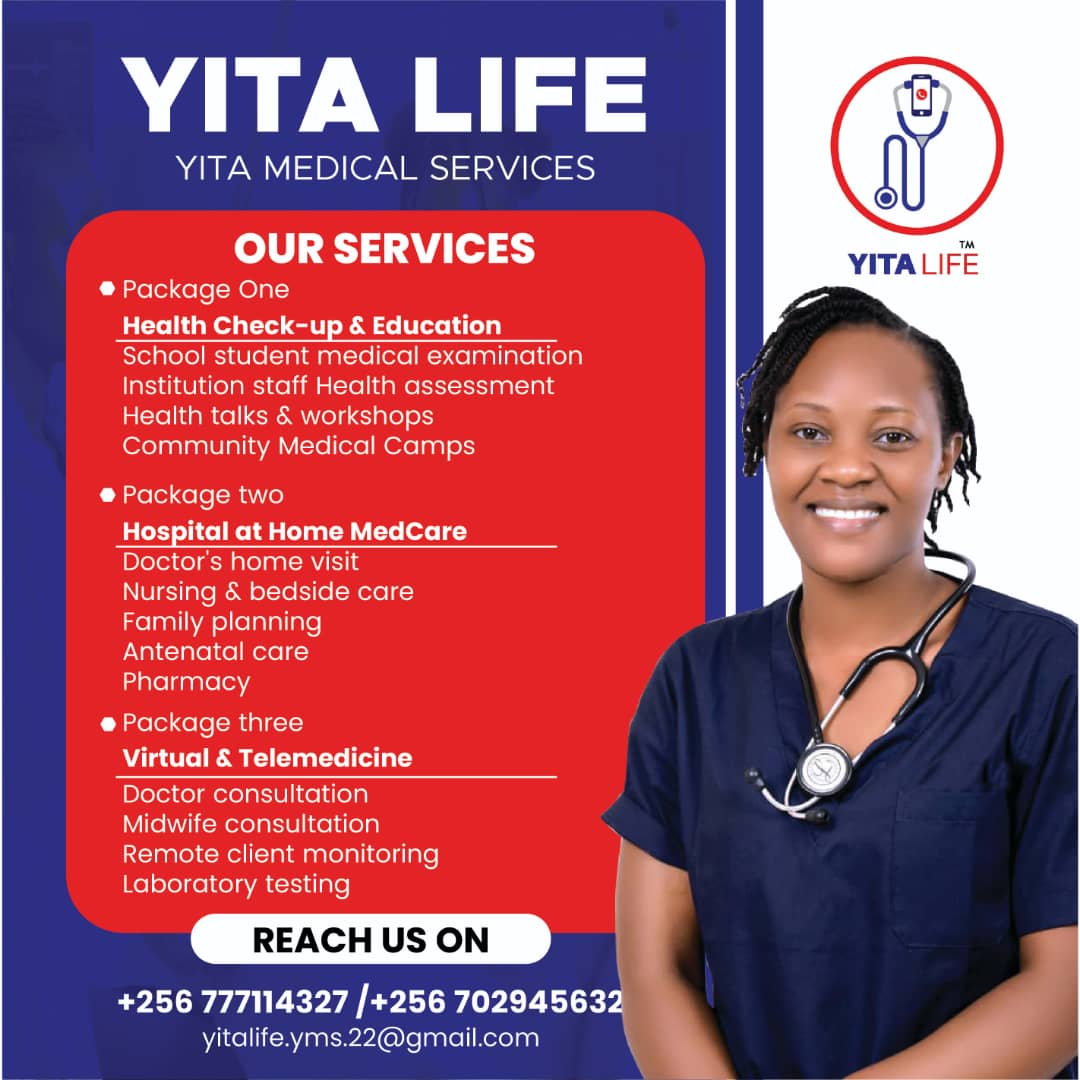 YITA LIFE
YITA MEDICAL SERVICES
TM
YITA LIFE
OUR SERVICES
Package One
Health Check-up & Education
School student medical examination
Institution staff Health assessment
Health talks & workshops
Community Medical Camps
Package two
Hospital at Home MedCare
Doctor's home visit
Nursing & bedside care
Family planning
Antenatal care
Pharmacy
Package three
Virtual & Telemedicine
Doctor consultation
Midwife consultation
Remote client monitoring
Laboratory testing
REACH US ON
+256 777114327 /+256 702945632
yitalife.yms.22@gmail.com